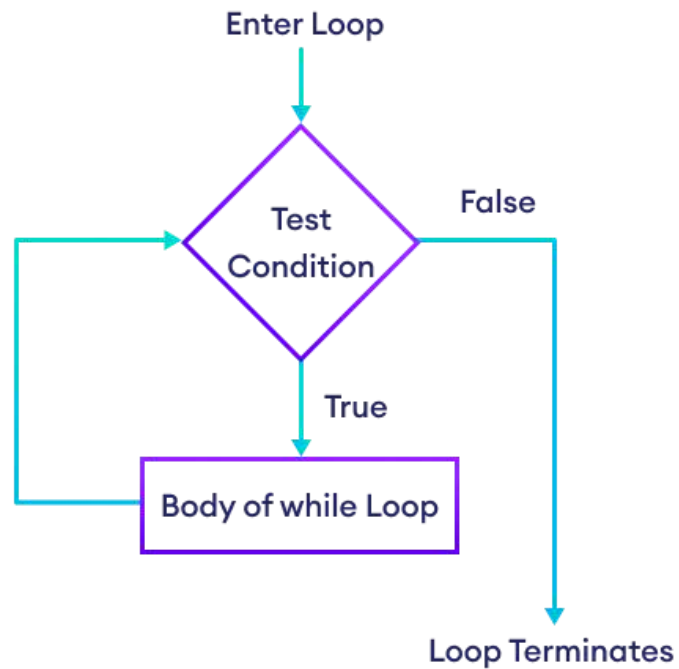 Enter Loop
False
Test
Condition
True
Body of while Loop
Loop Terminates